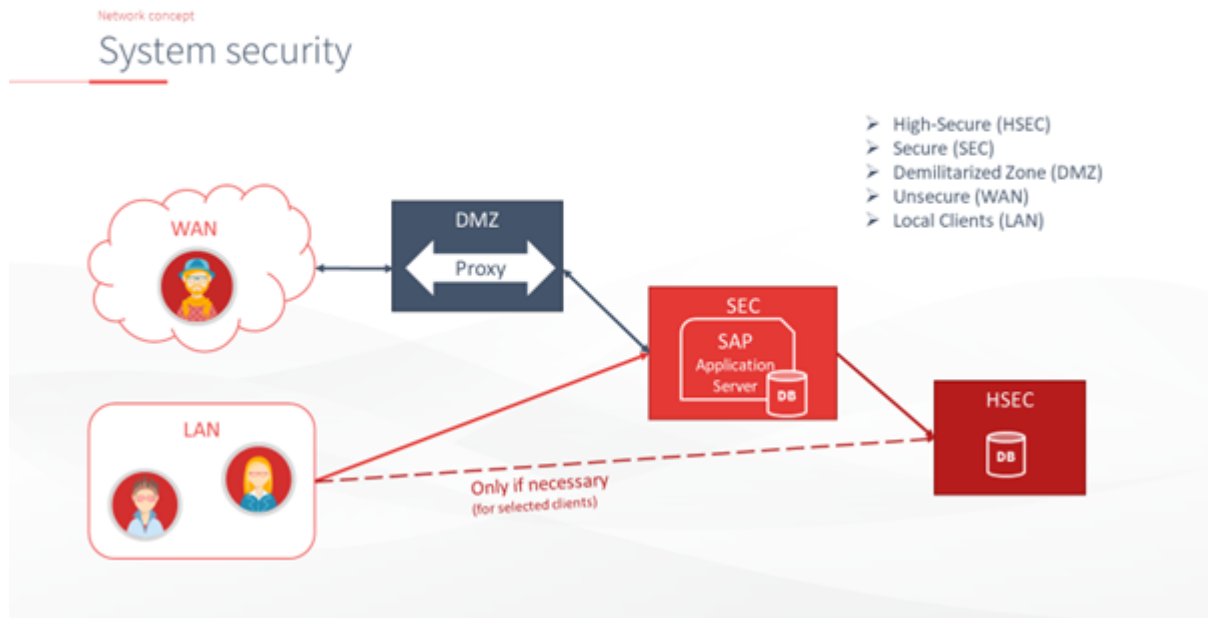 Network concept
System security
High-Secure (HSEC)
Secure (SEC)
Demilitarized Zone (DMZ)
Unsecure (WAN)
Local Clients (LAN)
WAN
DMZ
Proxy
SEC
SAP
Application
Server
DB
HSEC
DB
LAN
Only if necessary
(for selected clients)